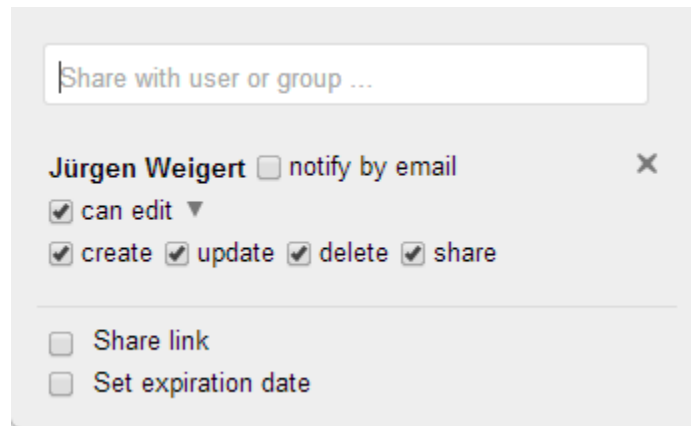 Share with user or group ...
Jürgen Weigert notify by email
can edit
create update delete share
Share link
Set expiration date